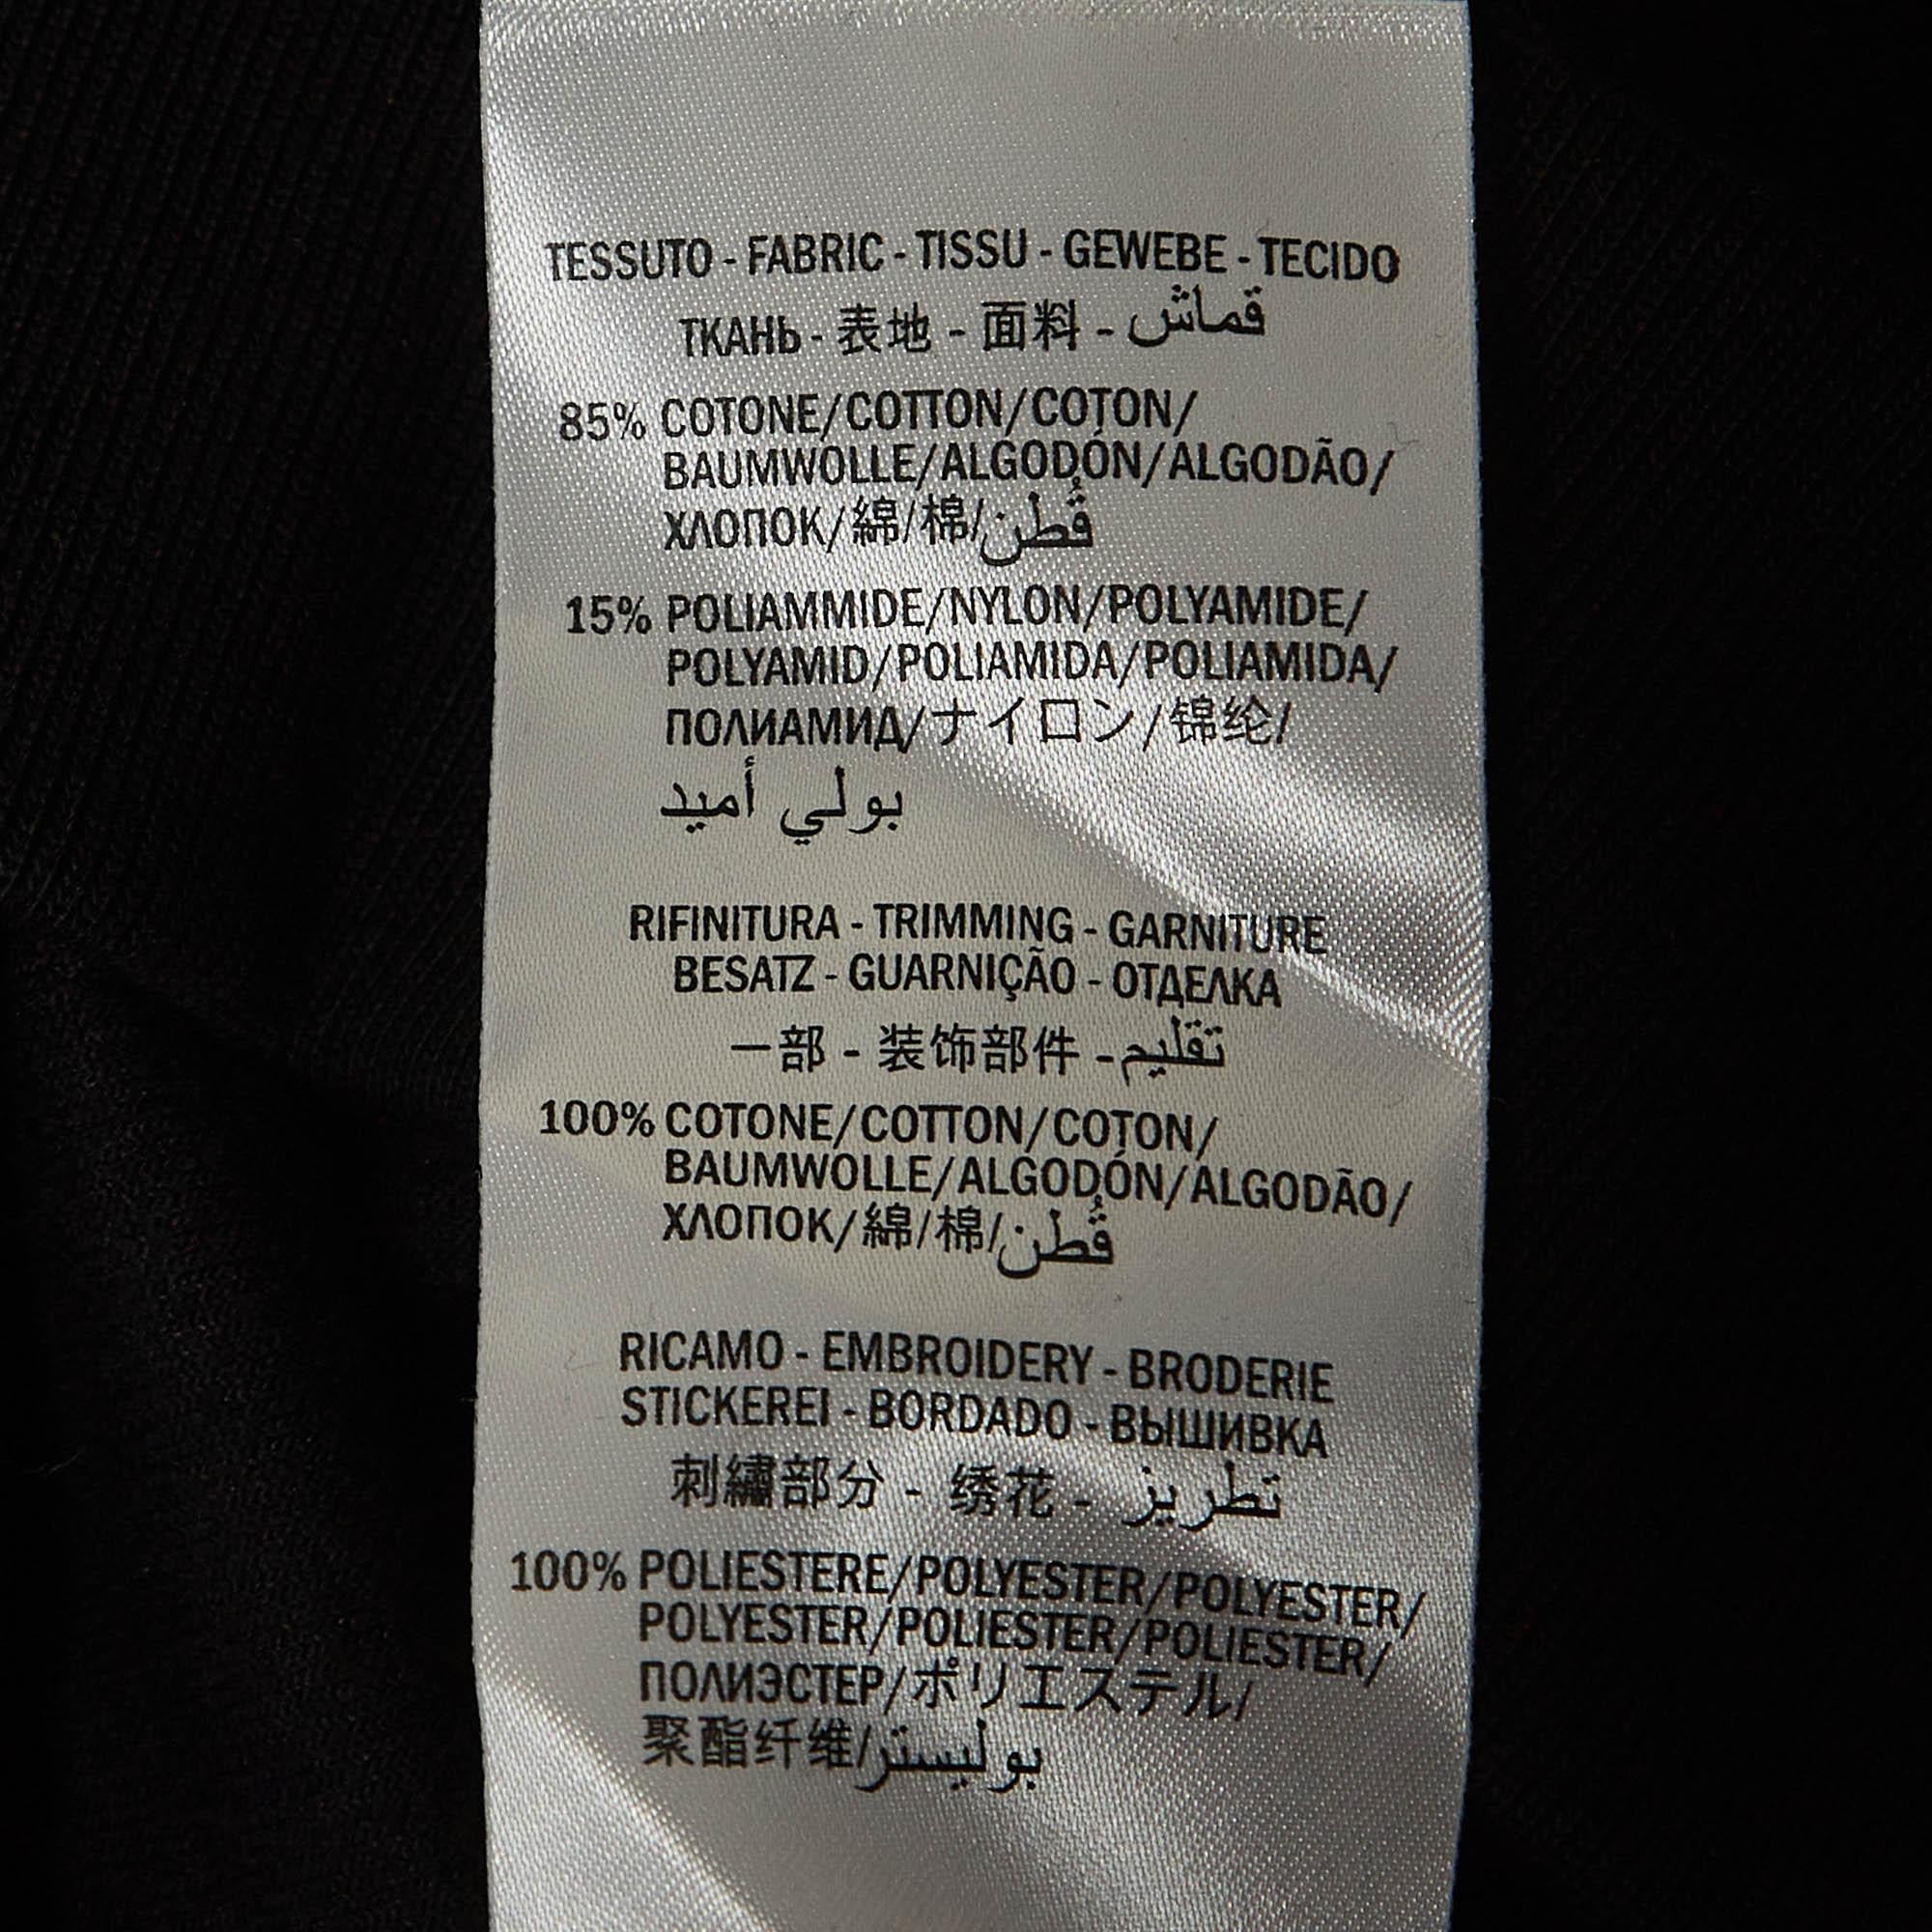 TESSUTO - FABRIC - TISSU - GEWEBE - TECIDO
ТКАНЬ - 表地 - 面料 - قماش
85% COTONE/COTTON/COTON/
BAUMWOLLE/ALGODÓN/ALGODÃO/
ХЛОПОК/綿/棉/قُطن
15% POLIAMMIDE/NYLON/POLYAMIDE/
POLYAMID/POLIAMIDA/POLIAMIDA/
ПОЛИАМИД/ナイロン/锦纶/
بولي أميد
RIFINITURA - TRIMMING - GARNITURE
BESATZ - GUARNIÇÃO - ОТДЕЛКА
一部 - 装饰部件 - تقليم
100% COTONE/COTTON/COTON/
BAUMWOLLE/ALGODÓN/ALGODÃO/
ХЛОПОК/綿/棉/قُطن
RICAMO - EMBROIDERY - BRODERIE
STICKEREI - BORDADO - ВЫШИВКА
刺繍部分 - 绣花 - تطريز
100% POLIESTERE/POLYESTER/POLYESTER/
POLYESTER/POLIESTER/POLIESTER/
ПОЛИЭСТЕР/ポリエステル/
聚酯纤维/بوليستر